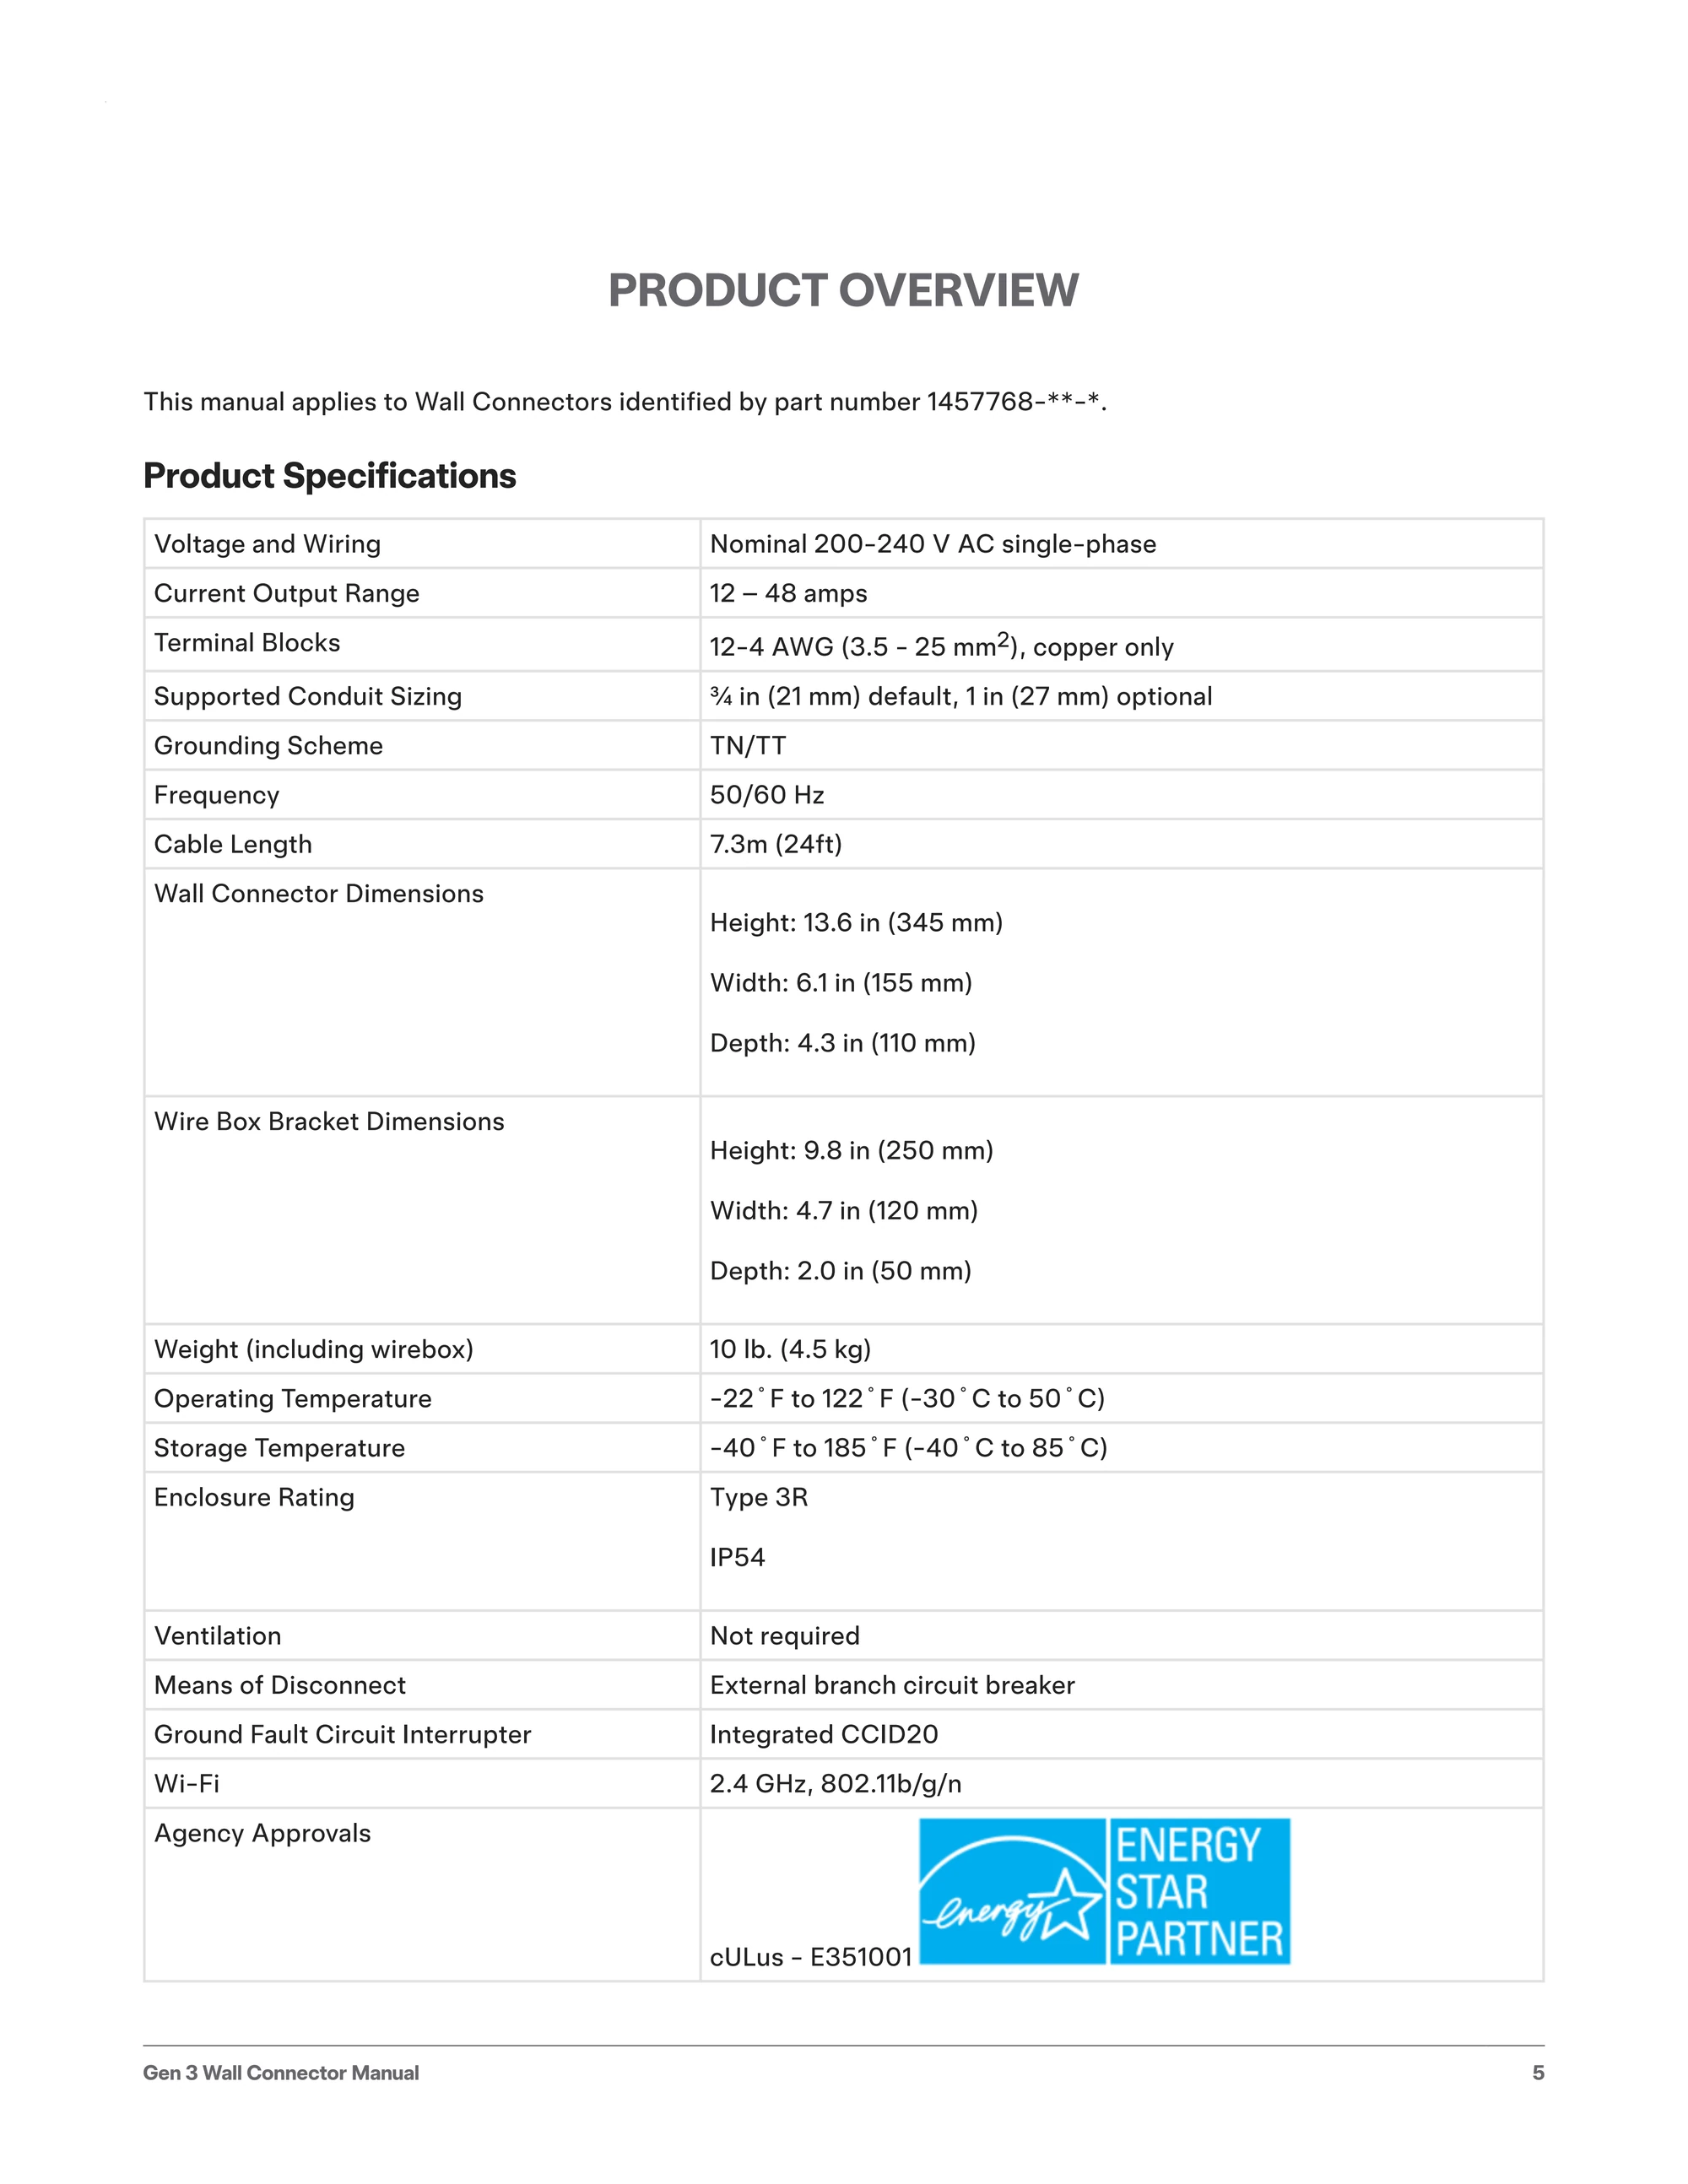 PRODUCT OVERVIEW
This manual applies to Wall Connectors identified by part number 1457768-**-*.
Product Specifications
Voltage and Wiring Nominal 200-240 V AC single-phase
Current Output Range 12 – 48 amps
Terminal Blocks 12-4 AWG (3.5 - 25 mm²), copper only
Supported Conduit Sizing ¾ in (21 mm) default, 1 in (27 mm) optional
Grounding Scheme TN/TT
Frequency 50/60 Hz
Cable Length 7.3m (24ft)
Wall Connector Dimensions
Height: 13.6 in (345 mm)
Width: 6.1 in (155 mm)
Depth: 4.3 in (110 mm)
Wire Box Bracket Dimensions
Height: 9.8 in (250 mm)
Width: 4.7 in (120 mm)
Depth: 2.0 in (50 mm)
Weight (including wirebox) 10 lb. (4.5 kg)
Operating Temperature -22˚F to 122˚F (-30˚C to 50˚C)
Storage Temperature -40˚F to 185˚F (-40˚C to 85˚C)
Enclosure Rating Type 3R
IP54
Ventilation Not required
Means of Disconnect External branch circuit breaker
Ground Fault Circuit Interrupter Integrated CCID20
Wi-Fi 2.4 GHz, 802.11b/g/n
Agency Approvals
cULus - E351001
energy
ENERGY
STAR
PARTNER
Gen 3 Wall Connector Manual 5